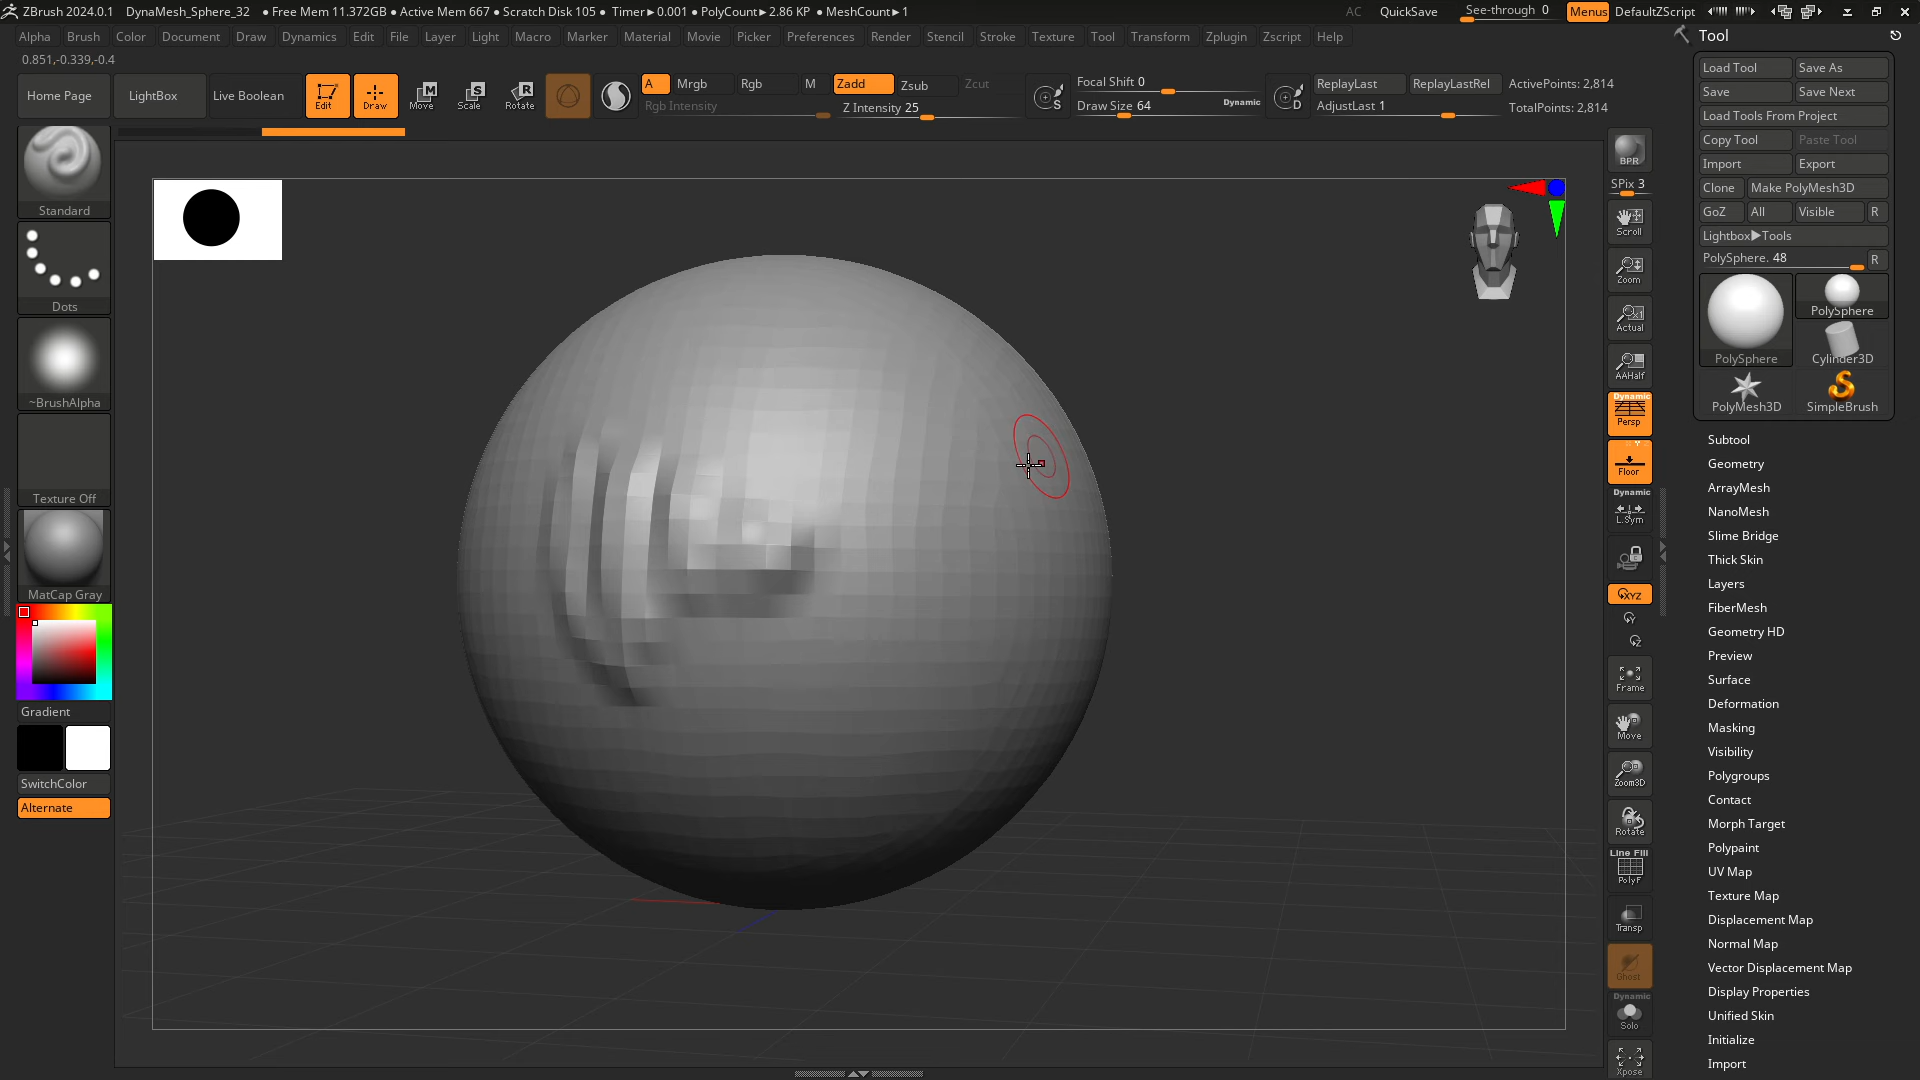 ZBrush 2024.0.1 DynaMesh_Sphere_32 ● Free Mem 11.372GB ● Active Mem 667 ● Scratch Disk 105 ● Timer►0.001 ● PolyCount►2.86 KP ● MeshCount►1 AC QuickSave See-through 0 Menus DefaultZScript
Alpha Brush Color Document Draw Dynamics Edit File Layer Light Macro Marker Material Movie Picker Preferences Render Stencil Stroke Texture Tool Transform Zplugin Zscript Help
0.851,-0.339,-0.4
Home Page LightBox Live Boolean Edit Draw Move Scale Rotate
M S R
A Mrgb Rgb M Zadd Zsub Zcut
Rgb Intensity Z Intensity 25
Focal Shift 0
Draw Size 64 Dynamic
S D
ReplayLast ReplayLastRel
AdjustLast 1
ActivePoints: 2,814
TotalPoints: 2,814
Standard
Dots
~BrushAlpha
Texture Off
MatCap Gray
Gradient
SwitchColor
Alternate
BPR
SPix 3
Scroll
Zoom
Actual
AAHalf
Dynamic
Persp
Floor
Dynamic
L.Sym
XYZ
Y
Z
Frame
Move
Zoom3D
Rotate
Line Fill
PolyF
Transp
Ghost
Dynamic
Solo
Xpose
Tool
Load Tool Save As
Save Save Next
Load Tools From Project
Copy Tool Paste Tool
Import Export
Clone Make PolyMesh3D
GoZ All Visible R
Lightbox►Tools
PolySphere. 48 R
PolySphere
PolySphere Cylinder3D
PolyMesh3D SimpleBrush
Subtool
Geometry
ArrayMesh
NanoMesh
Slime Bridge
Thick Skin
Layers
FiberMesh
Geometry HD
Preview
Surface
Deformation
Masking
Visibility
Polygroups
Contact
Morph Target
Polypaint
UV Map
Texture Map
Displacement Map
Normal Map
Vector Displacement Map
Display Properties
Unified Skin
Initialize
Import